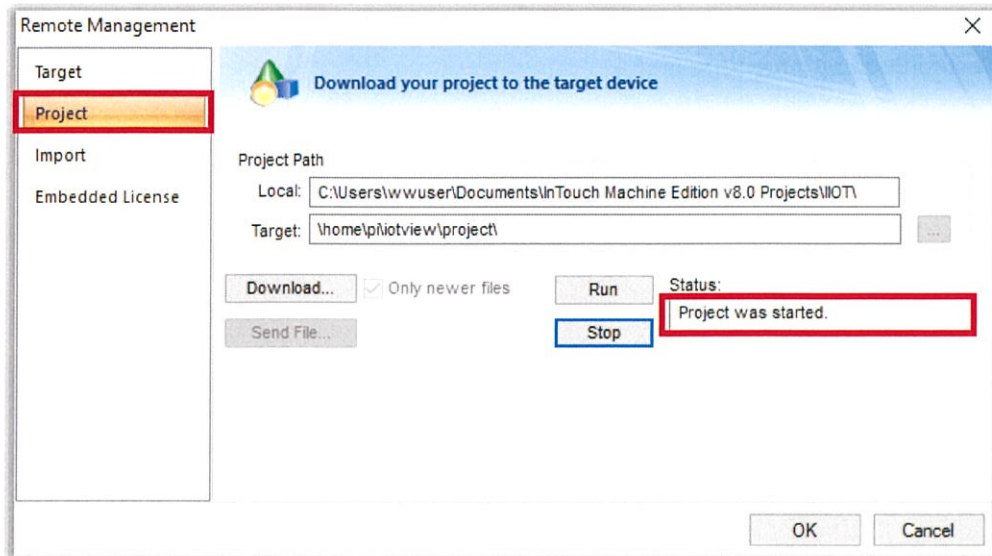 Remote Management
Target
Project
Import
Embedded License
Download your project to the target device
Project Path
Local: C:\Users\wwuser\Documents\InTouch Machine Edition v8.0 Projects\IIOT\
Target: \home\pi\iotview\project\
...
Download... Only newer files Run Status:
Project was started.
Send File... Stop
OK Cancel